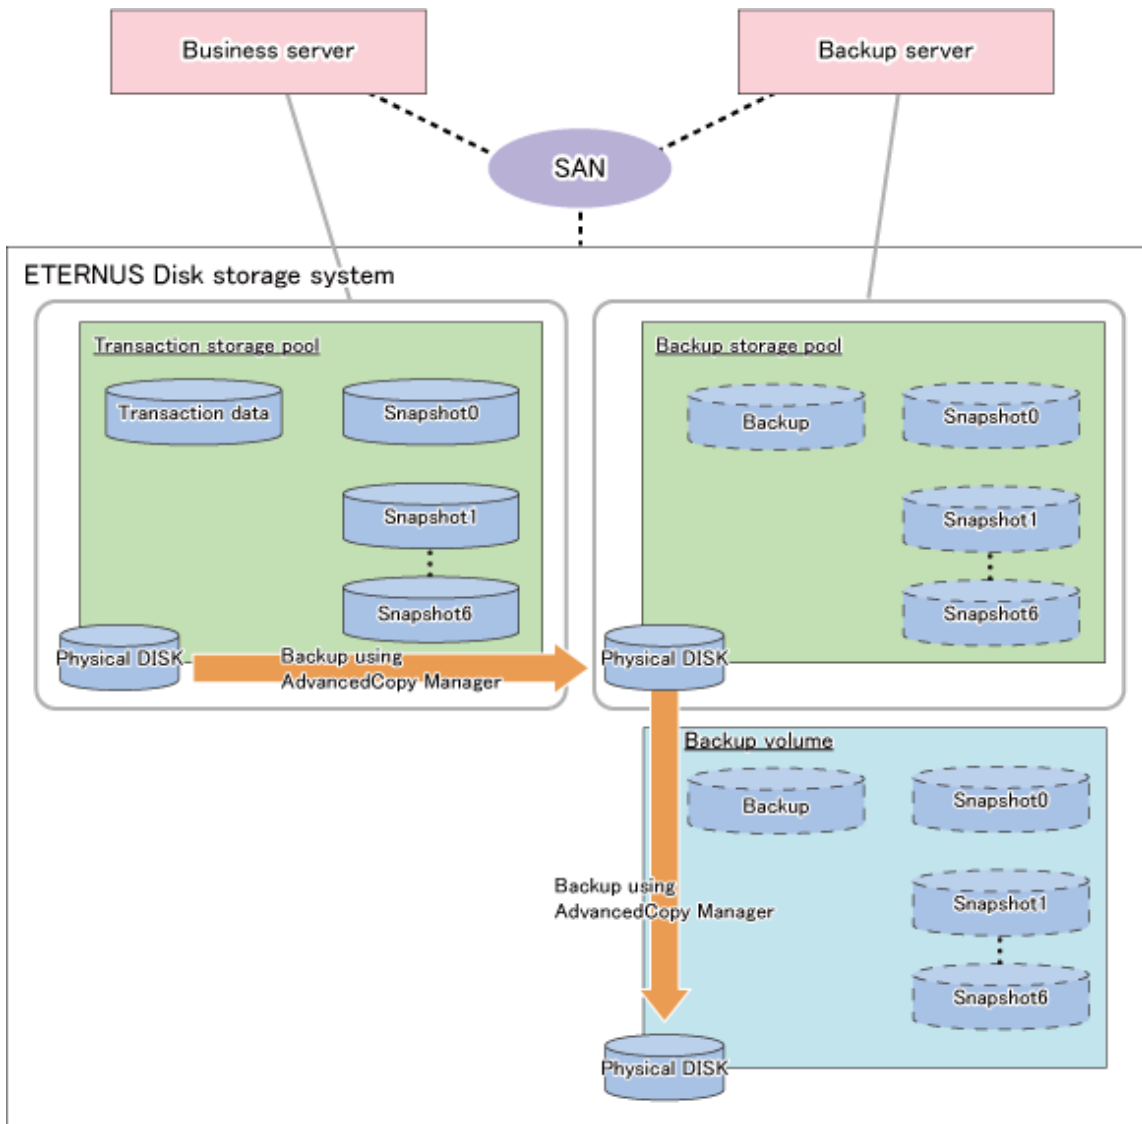 Business server
Backup server
SAN
ETERNUS Disk storage system
Transaction storage pool
Transaction data
Snapshot0
Snapshot1
Snapshot6
Physical DISK
Backup using
AdvancedCopy Manager
Backup storage pool
Backup
Snapshot0
Snapshot1
Snapshot6
Physical DISK
Backup volume
Backup
Snapshot0
Snapshot1
Snapshot6
Backup using
AdvancedCopy Manager
Physical DISK